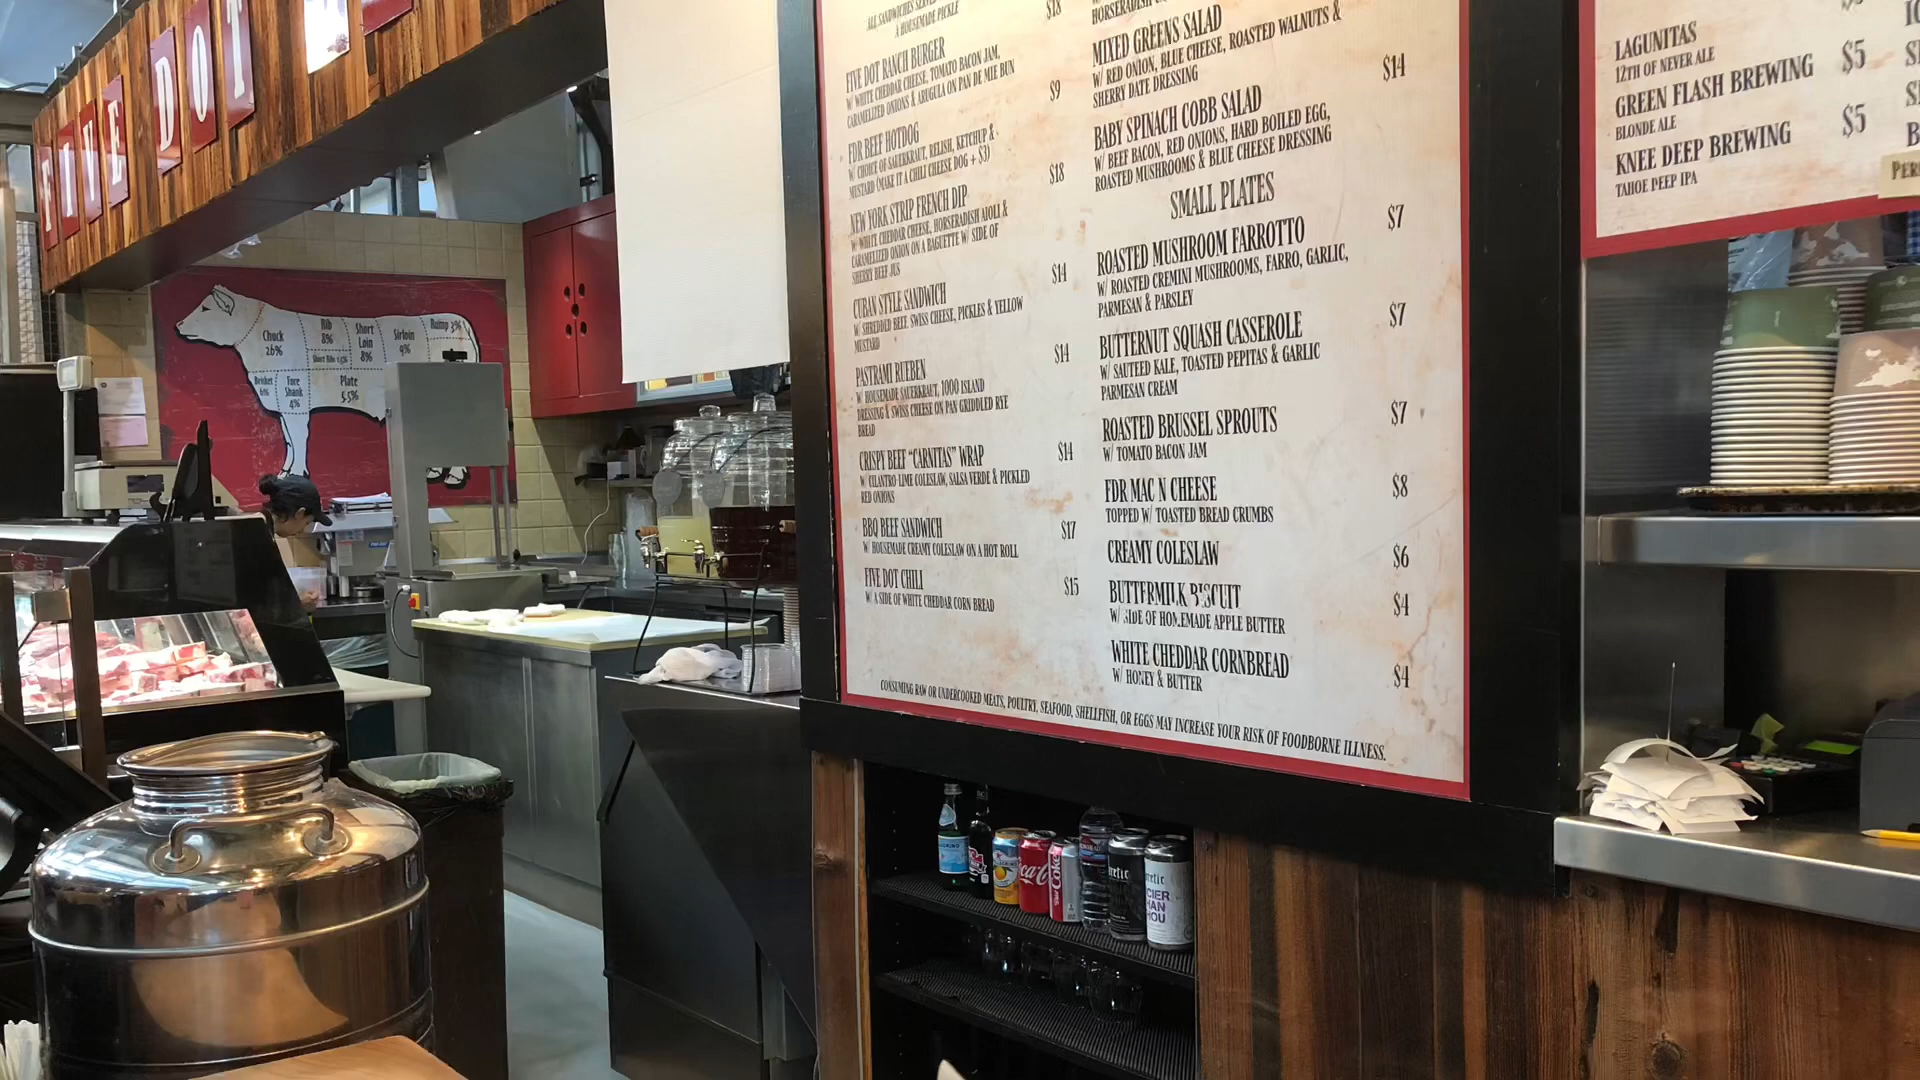 FIVE DOT
Chuck
26%
Rib
8%
Short
Loin
8%
Sirloin
9%
Rump 3%
Short Ribs
Brisket
6%
Fore
Shank
4%
Plate
5.5%
ALL SANDWICHES SERVED
A HOUSEMADE PICKLE
$18
FIVE DOT RANCH BURGER
W/ WHITE CHEDDAR CHEESE, TOMATO BACON JAM,
CARAMELIZED ONIONS & ARUGULA ON PAN DE MIE BUN
$9
FDR BEEF HOTDOG
W/ CHOICE OF SAUERKRAUT, RELISH, KETCHUP &
MUSTARD (MAKE IT A CHILI CHEESE DOG + $3)
$18
NEW YORK STRIP FRENCH DIP
W/ WHITE CHEDDAR CHEESE, HORSERADISH AIOLI &
CARAMELIZED ONION ON A BAGUETTE W/ SIDE OF
SHERRY BEEF JUS
$14
CUBAN STYLE SANDWICH
W/ SHREDDED BEEF, SWISS CHEESE, PICKLES & YELLOW
MUSTARD
$14
PASTRAMI RUEBEN
W/ HOUSEMADE SAUERKRAUT, 1000 ISLAND
DRESSING & SWISS CHEESE ON PAN GRIDDLED RYE
BREAD
CRISPY BEEF "CARNITAS" WRAP $14
W/ CILANTRO-LIME COLESLAW, SALSA VERDE & PICKLED
RED ONIONS
BBQ BEEF SANDWICH $17
W/ HOUSEMADE CREAMY COLESLAW ON A HOT ROLL
FIVE DOT CHILI $15
W/ A SIDE OF WHITE CHEDDAR CORN BREAD
HORSERADISH
MIXED GREENS SALAD
W/ RED ONION, BLUE CHEESE, ROASTED WALNUTS &
SHERRY DATE DRESSING
$14
BABY SPINACH COBB SALAD
W/ BEEF BACON, RED ONIONS, HARD BOILED EGG,
ROASTED MUSHROOMS & BLUE CHEESE DRESSING
SMALL PLATES
ROASTED MUSHROOM FARROTTO $7
W/ ROASTED CREMINI MUSHROOMS, FARRO, GARLIC,
PARMESAN & PARSLEY
BUTTERNUT SQUASH CASSEROLE $7
W/ SAUTEED KALE, TOASTED PEPITAS & GARLIC
PARMESAN CREAM
ROASTED BRUSSEL SPROUTS $7
W/ TOMATO BACON JAM
FDR MAC N CHEESE $8
TOPPED W/ TOASTED BREAD CRUMBS
CREAMY COLESLAW $6
BUTTERMILK BISCUIT $4
W/ SIDE OF HOMEMADE APPLE BUTTER
WHITE CHEDDAR CORNBREAD $4
W/ HONEY & BUTTER
CONSUMING RAW OR UNDERCOOKED MEATS, POULTRY, SEAFOOD, SHELLFISH, OR EGGS MAY INCREASE YOUR RISK OF FOODBORNE ILLNESS.
LAGUNITAS
12TH OF NEVER ALE
GREEN FLASH BREWING $5
BLONDE ALE
KNEE DEEP BREWING $5
TAHOE DEEP IPA
Coca-Cola
Coke